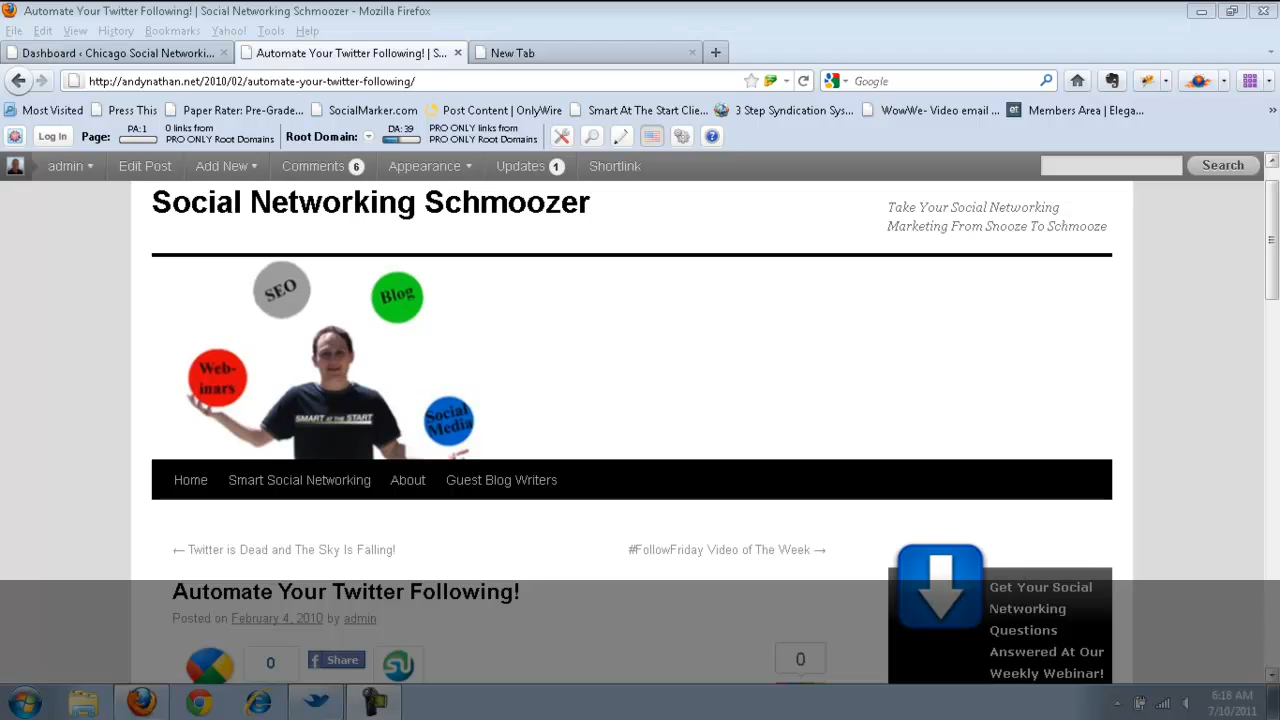 Automate Your Twitter Following! | Social Networking Schmoozer - Mozilla Firefox
File Edit View History Bookmarks Yahoo! Tools Help
Dashboard ‹ Chicago Social Networki...
Automate Your Twitter Following! | S...
New Tab
http://andynathan.net/2010/02/automate-your-twitter-following/
Google
Most Visited Press This Paper Rater: Pre-Grade... SocialMarker.com Post Content | OnlyWire Smart At The Start Clie... 3 Step Syndication Sys... WowWe- Video email ... Members Area | Elega...
Log In Page: PA:1 0 links from PRO ONLY Root Domains Root Domain: DA:39 PRO ONLY links from PRO ONLY Root Domains
admin Edit Post Add New Comments 6 Appearance Updates 1 Shortlink Search
Social Networking Schmoozer
Take Your Social Networking
Marketing From Snooze To Schmooze
SEO
Blog
Web-
inars
SMART AT THE START
Social
Media
Home Smart Social Networking About Guest Blog Writers
← Twitter is Dead and The Sky Is Falling!
#FollowFriday Video of The Week →
Automate Your Twitter Following!
Posted on February 4, 2010 by admin
0
Share
0
Get Your Social
Networking
Questions
Answered At Our
Weekly Webinar!
6:18 AM
7/10/2011